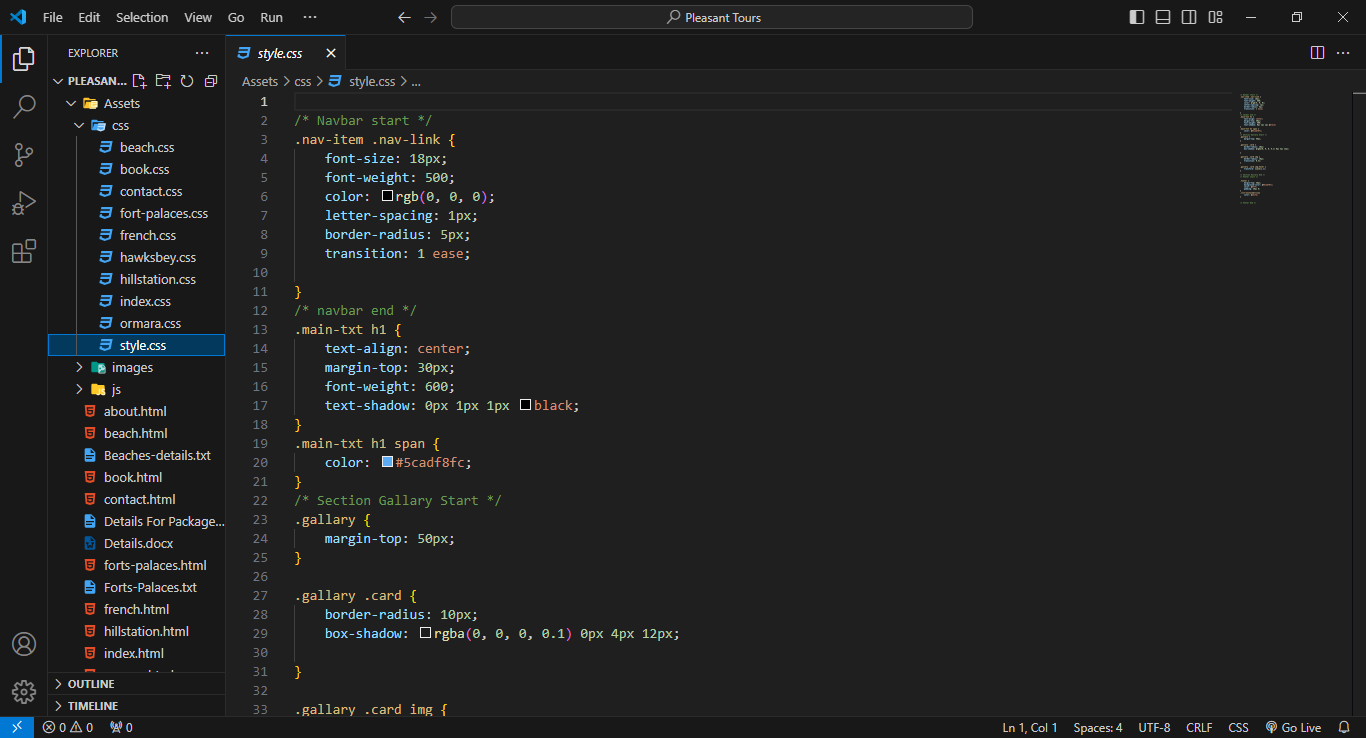 File Edit Selection View Go Run ···
Pleasant Tours
EXPLORER
PLEASAN...
Assets
css
beach.css
book.css
contact.css
fort-palaces.css
french.css
hawksbey.css
hillstation.css
index.css
ormara.css
style.css
images
js
about.html
beach.html
Beaches-details.txt
book.html
contact.html
Details For Package...
Details.docx
forts-palaces.html
Forts-Palaces.txt
french.html
hillstation.html
index.html
OUTLINE
TIMELINE
style.css
Assets > css > style.css > ...
1
2 /* Navbar start */
3 .nav-item .nav-link {
4 font-size: 18px;
5 font-weight: 500;
6 color: rgb(0, 0, 0);
7 letter-spacing: 1px;
8 border-radius: 5px;
9 transition: 1 ease;
10
11 }
12 /* navbar end */
13 .main-txt h1 {
14 text-align: center;
15 margin-top: 30px;
16 font-weight: 600;
17 text-shadow: 0px 1px 1px black;
18 }
19 .main-txt h1 span {
20 color: #5cadf8fc;
21 }
22 /* Section Gallary Start */
23 .gallary {
24 margin-top: 50px;
25 }
26
27 .gallary .card {
28 border-radius: 10px;
29 box-shadow: rgba(0, 0, 0, 0.1) 0px 4px 12px;
30
31 }
32
33 .gallary .card img {
0 0 0
Ln 1, Col 1 Spaces: 4 UTF-8 CRLF CSS Go Live